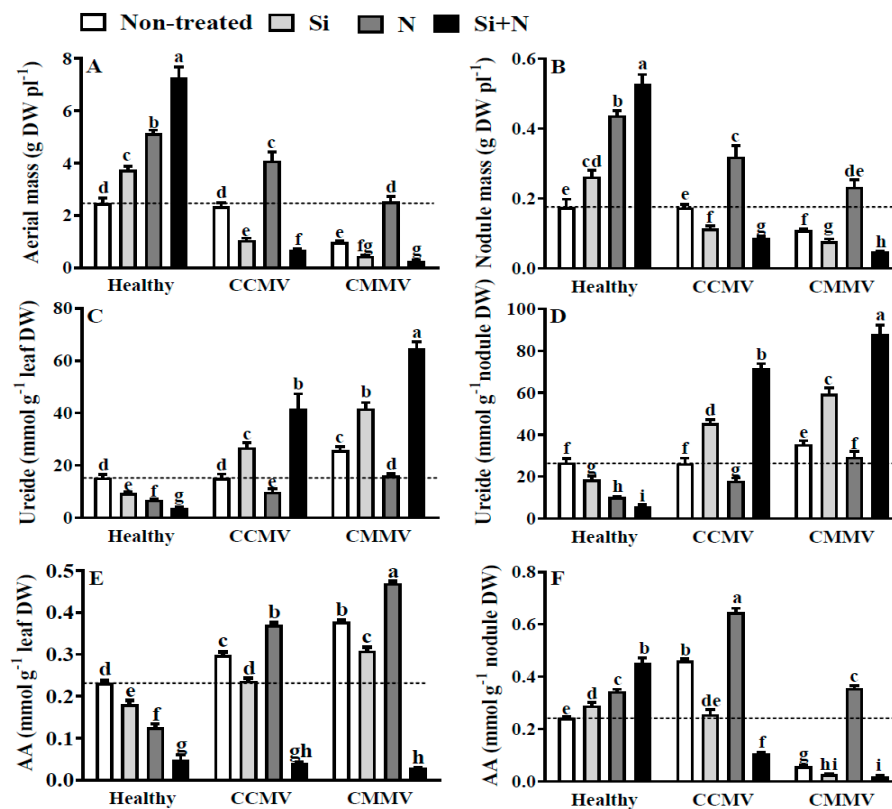 Non-treated Si N Si+N
A
Aerial mass (g DW pl⁻¹)
8
6
4
2
0
d c b a
d e c f
e fg d g
Healthy CCMV CMMV
B
Nodule mass (g DW pl⁻¹)
0.6
0.4
0.2
0.0
e cd b a
e f c g
f g de h
Healthy CCMV CMMV
C
Ureide (mmol g⁻¹ leaf DW)
80
60
40
20
0
d e f g
d c e b
c b d a
Healthy CCMV CMMV
D
Ureide (mmol g⁻¹ nodule DW)
100
80
60
40
20
0
f g h i
f d g b
e c f a
Healthy CCMV CMMV
E
AA (mmol g⁻¹ leaf DW)
0.5
0.4
0.3
0.2
0.1
0.0
d e f g
c d b gh
b c a h
Healthy CCMV CMMV
F
AA (mmol g⁻¹ nodule DW)
0.8
0.6
0.4
0.2
0.0
e d c b
b de a f
g hi c i
Healthy CCMV CMMV